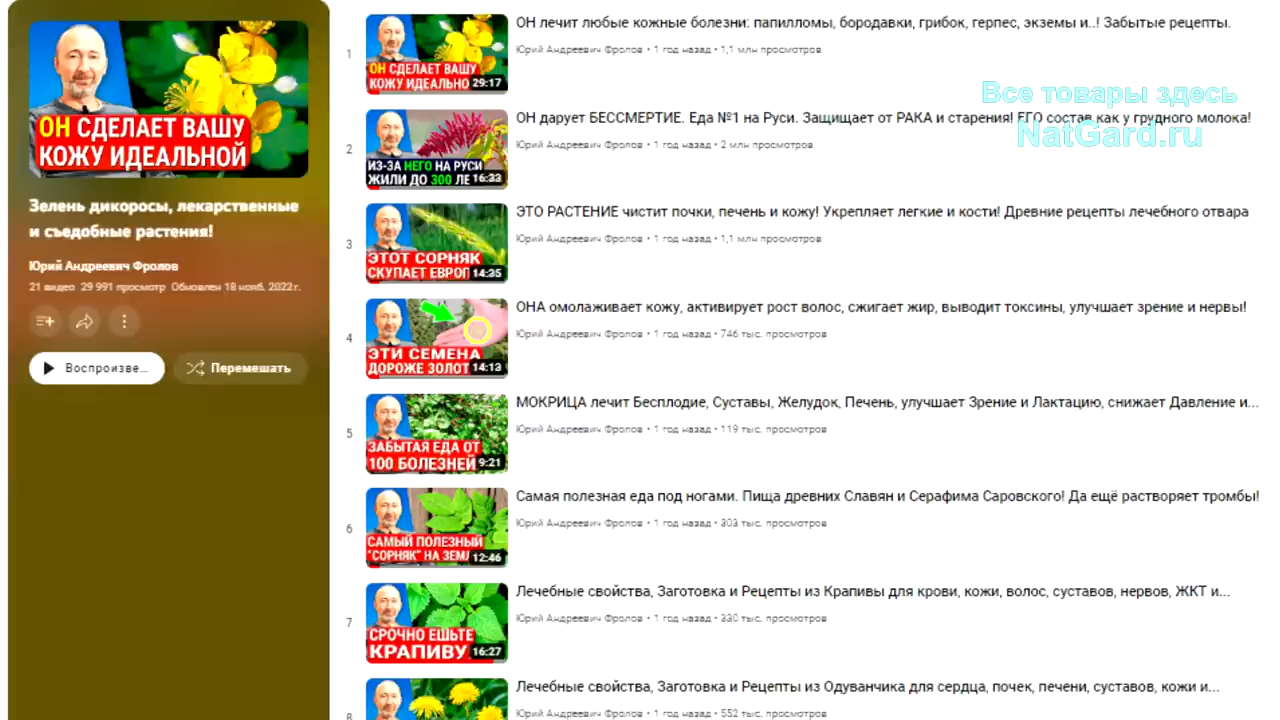 ОН СДЕЛАЕТ ВАШУ
КОЖУ ИДЕАЛЬНОЙ
Зелень дикоросы, лекарственные
и съедобные растения!
Юрий Андреевич Фролов
21 видео 29 991 просмотр Обновлен 18 нояб. 2022 г.
Воспроизве...
Перемешать
Все товары здесь
NatGard.ru
1
ОН СДЕЛАЕТ ВАШУ
КОЖУ ИДЕАЛЬНО
29:17
ОН лечит любые кожные болезни: папилломы, бородавки, грибок, герпес, экземы и..! Забытые рецепты.
Юрий Андреевич Фролов • 1 год назад • 1,1 млн просмотров
2
ИЗ-ЗА НЕГО НА РУСИ
ЖИЛИ ДО 300 ЛЕ
16:33
ОН дарует БЕССМЕРТИЕ. Еда №1 на Руси. Защищает от РАКА и старения! ЕГО состав как у грудного молока!
Юрий Андреевич Фролов • 1 год назад • 2 млн просмотров
3
ЭТОТ СОРНЯК
СКУПАЕТ ЕВРОП
14:35
ЭТО РАСТЕНИЕ чистит почки, печень и кожу! Укрепляет легкие и кости! Древние рецепты лечебного отвара
Юрий Андреевич Фролов • 1 год назад • 1,1 млн просмотров
4
ЭТИ СЕМЕНА
ДОРОЖЕ ЗОЛОТ
14:13
ОНА омолаживает кожу, активирует рост волос, сжигает жир, выводит токсины, улучшает зрение и нервы!
Юрий Андреевич Фролов • 1 год назад • 746 тыс. просмотров
5
ЗАБЫТАЯ ЕДА ОТ
100 БОЛЕЗНЕЙ
9:21
МОКРИЦА лечит Бесплодие, Суставы, Желудок, Печень, улучшает Зрение и Лактацию, снижает Давление и...
Юрий Андреевич Фролов • 1 год назад • 119 тыс. просмотров
6
САМЫЙ ПОЛЕЗНЫЙ
"СОРНЯК" НА ЗЕМЛ
12:46
Самая полезная еда под ногами. Пища древних Славян и Серафима Саровского! Да ещё растворяет тромбы!
Юрий Андреевич Фролов • 1 год назад • 303 тыс. просмотров
7
СРОЧНО ЕШЬТЕ
КРАПИВУ
16:27
Лечебные свойства, Заготовка и Рецепты из Крапивы для крови, кожи, волос, суставов, нервов, ЖКТ и...
Юрий Андреевич Фролов • 1 год назад • 330 тыс. просмотров
8
Лечебные свойства, Заготовка и Рецепты из Одуванчика для сердца, почек, печени, суставов, кожи и...
Юрий Андреевич Фролов • 1 год назад • 552 тыс. просмотров